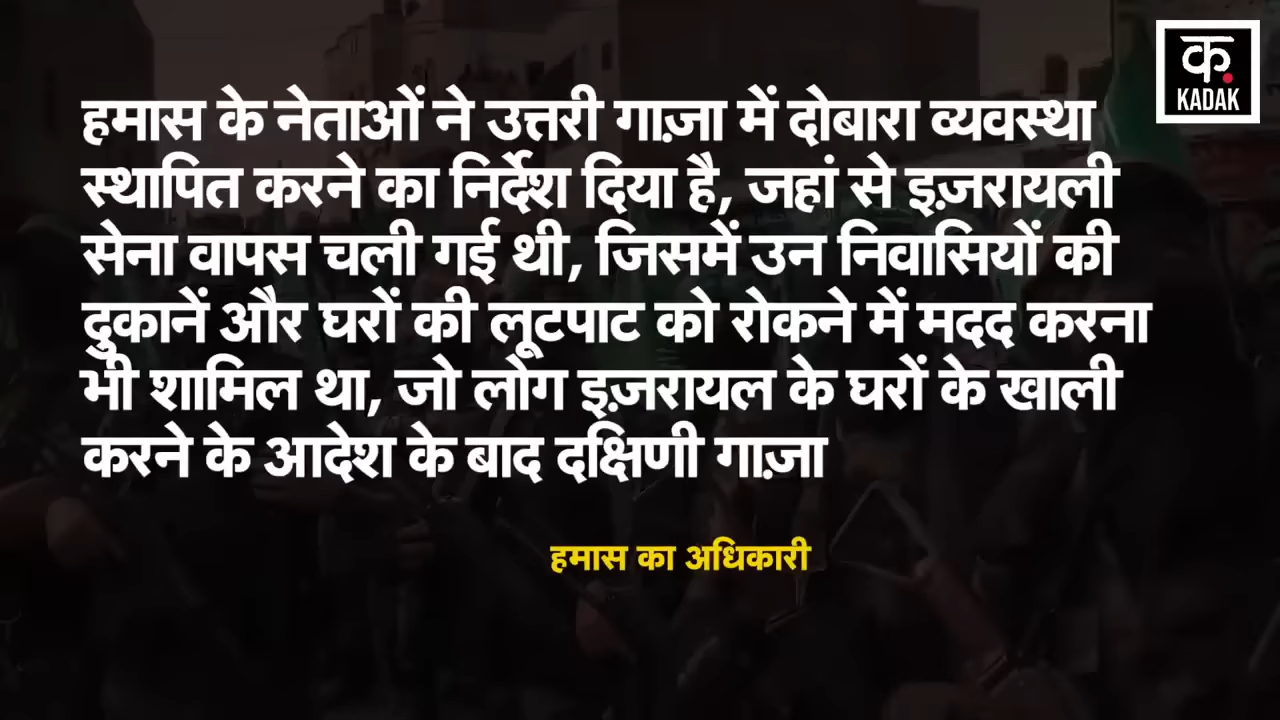 क
KADAK
हमास के नेताओं ने उत्तरी गाज़ा में दोबारा व्यवस्था
स्थापित करने का निर्देश दिया है, जहां से इज़रायली
सेना वापस चली गई थी, जिसमें उन निवासियों की
दुकानें और घरों की लूटपाट को रोकने में मदद करना
भी शामिल था, जो लोग इज़रायल के घरों के खाली
करने के आदेश के बाद दक्षिणी गाज़ा
हमास का अधिकारी